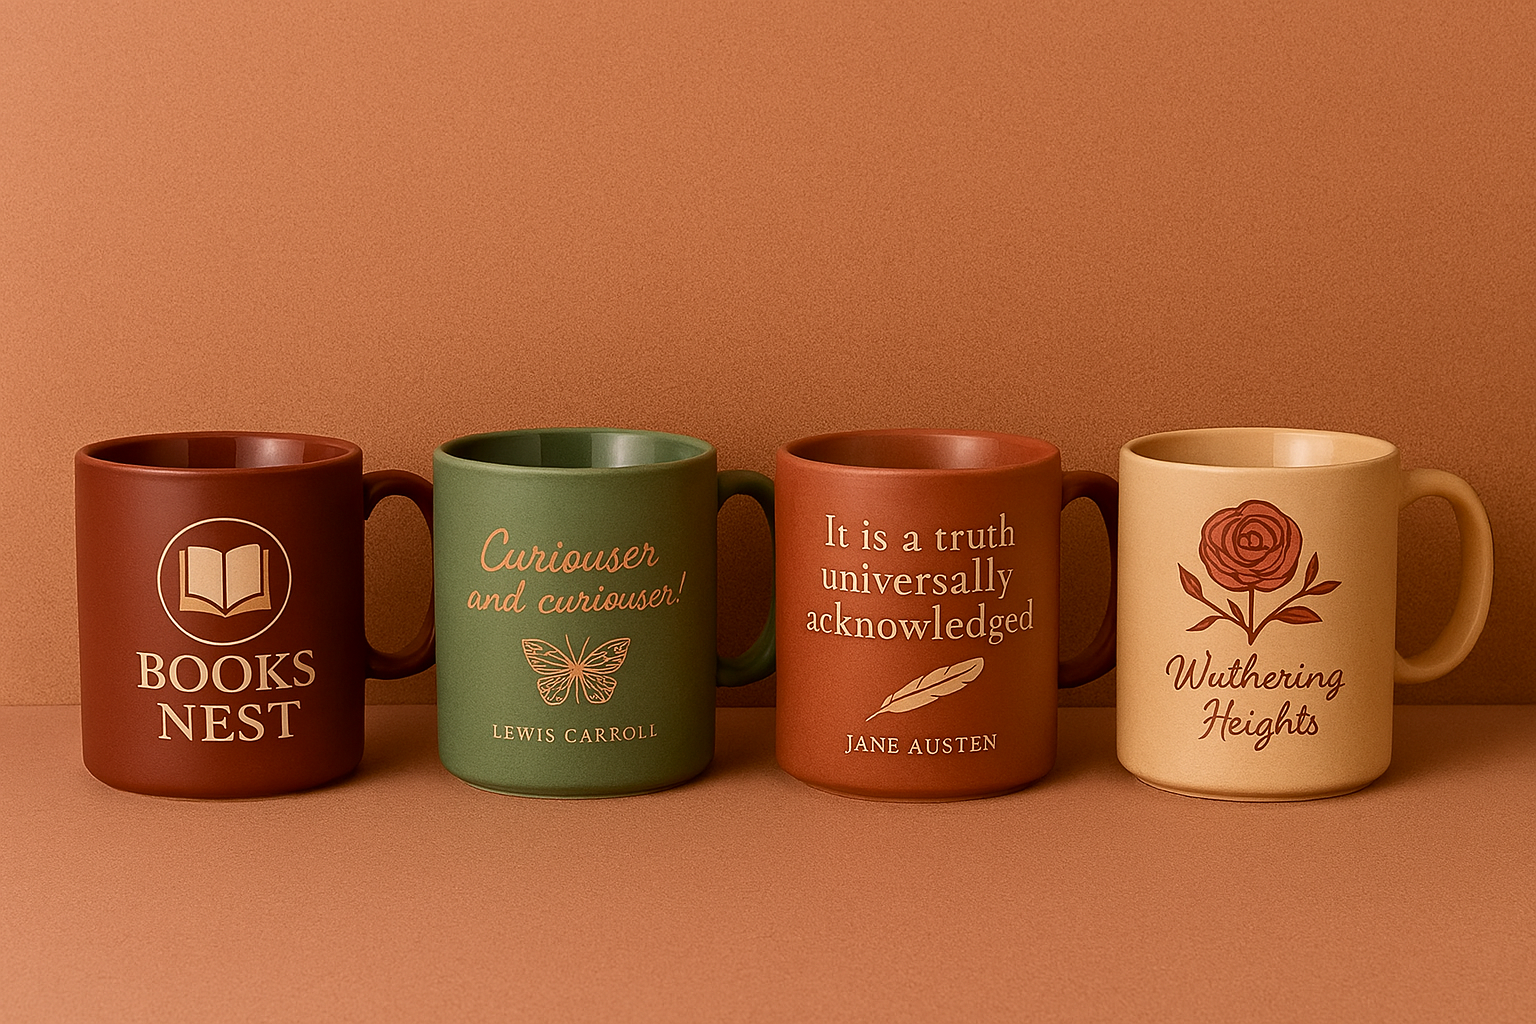 BOOKS
NEST
Curiouser
and curiouser!
LEWIS CARROLL
It is a truth
universally
acknowledged
JANE AUSTEN
Wuthering
Heights